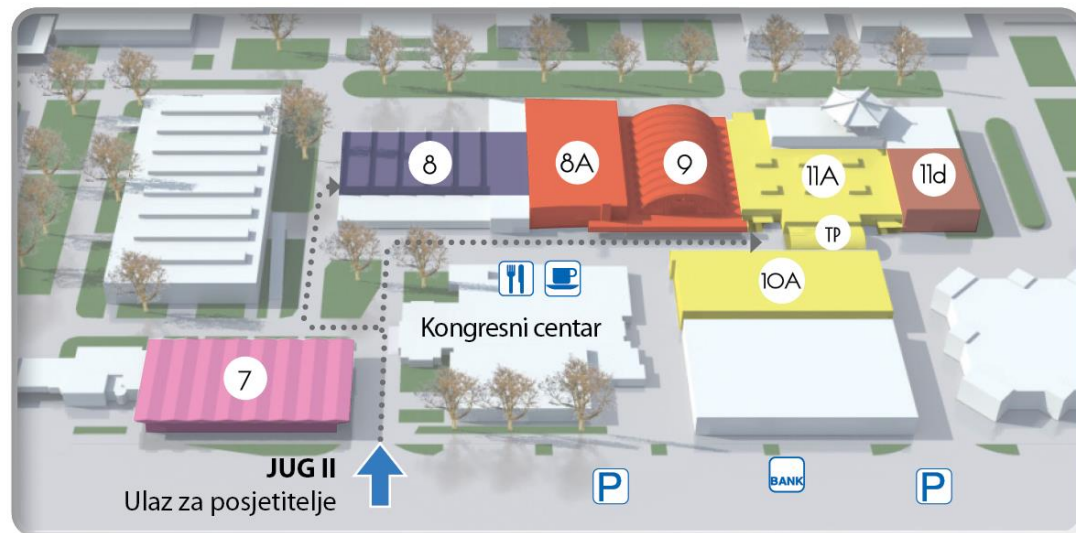 8
8A
9
11A
11d
TP
10A
Kongresni centar
7
JUG II
Ulaz za posjetitelje
P
BANK
P